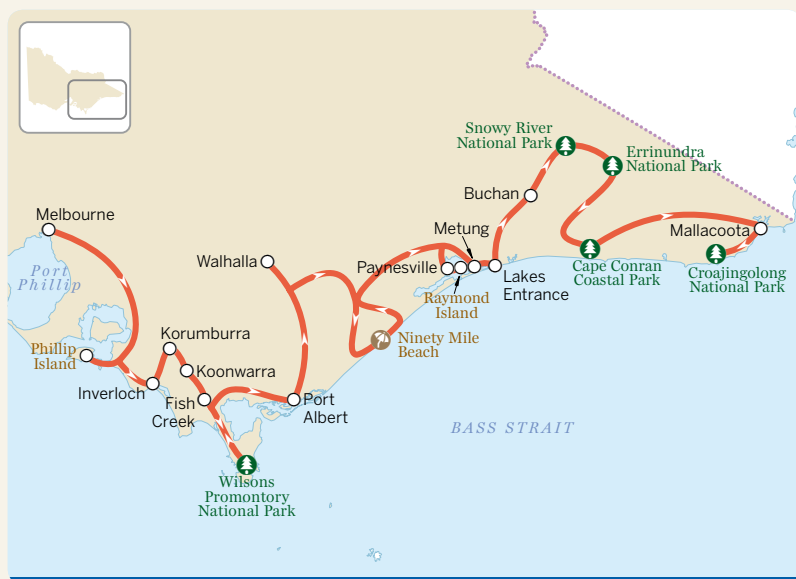 Snowy River
National Park
Errinundra
National Park
Buchan
Melbourne
Metung
Mallacoota
Walhalla
Paynesville
Port
Phillip
Lakes
Entrance
Cape Conran
Coastal Park
Croajingolong
National Park
Raymond
Island
Korumburra
Ninety Mile
Beach
Phillip
Island
Koonwarra
Inverloch
Fish
Creek
Port
Albert
BASS STRAIT
Wilsons
Promontory
National Park